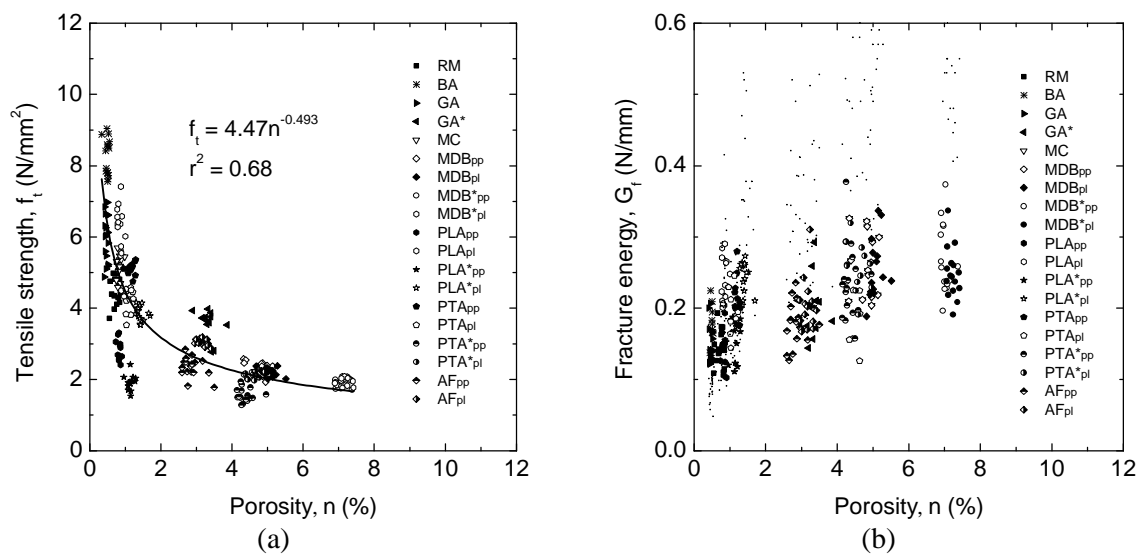 12
10
8
6
4
2
0
Tensile strength, f_t (N/mm²)
f_t = 4.47n^-0.493
r² = 0.68
RM
BA
GA
GA*
MC
MDBpp
MDBpl
MDB*pp
MDB*pl
PLApp
PLApl
PLA*pp
PLA*pl
PTApp
PTApl
PTA*pp
PTA*pl
AFpp
AFpl
0 2 4 6 8 10 12
Porosity, n (%)
(a)
0.6
0.4
0.2
0.0
Fracture energy, G_f (N/mm)
RM
BA
GA
GA*
MC
MDBpp
MDBpl
MDB*pp
MDB*pl
PLApp
PLApl
PLA*pp
PLA*pl
PTApp
PTApl
PTA*pp
PTA*pl
AFpp
AFpl
0 2 4 6 8 10 12
Porosity, n (%)
(b)